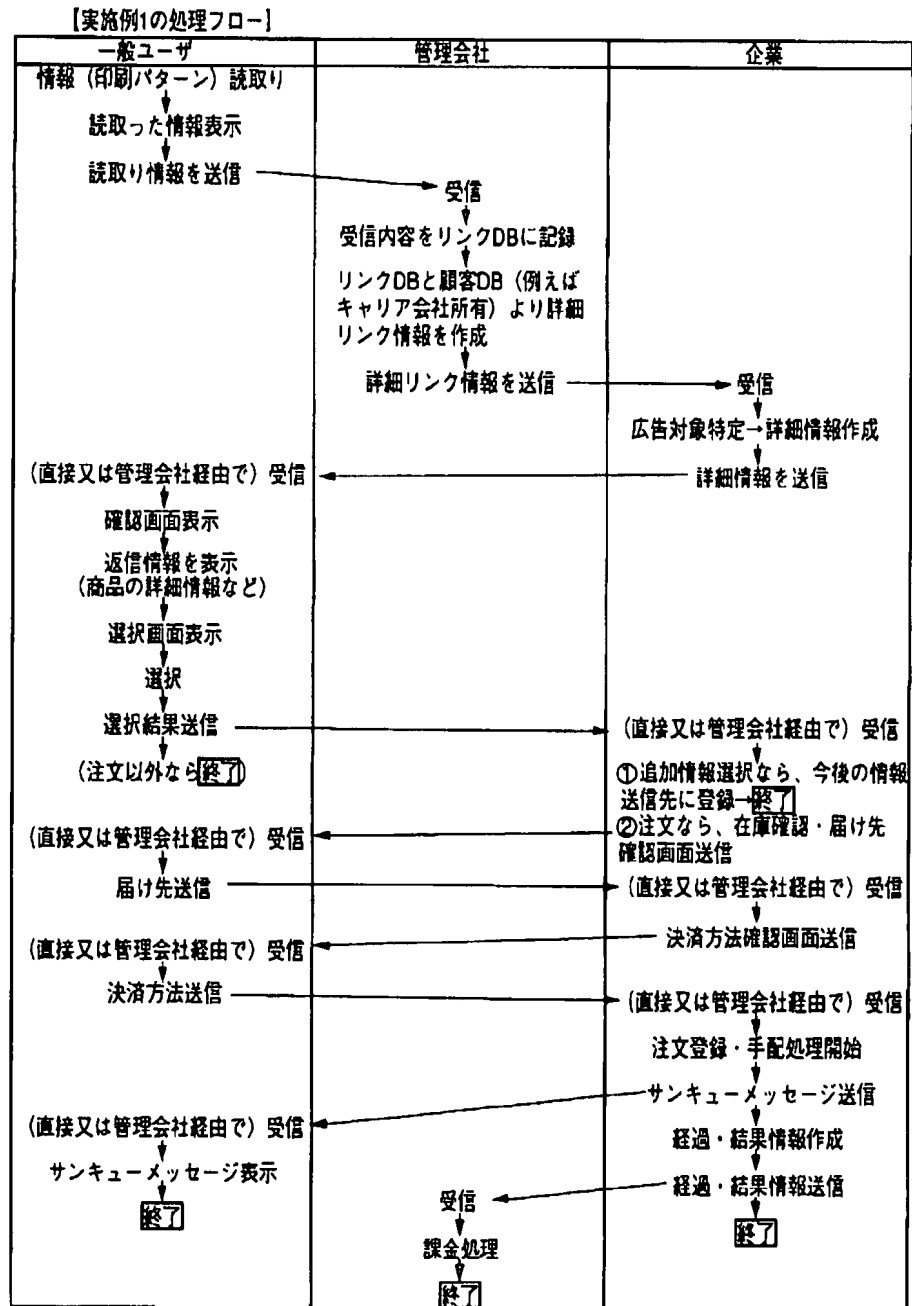 【実施例1の処理フロー】
一般ユーザ
管理会社
企業
情報（印刷パターン）読取り
読取った情報表示
読取り情報を送信
受信
受信内容をリンクDBに記録
リンクDBと顧客DB（例えば
キャリア会社所有）より詳細
リンク情報を作成
詳細リンク情報を送信
受信
広告対象特定→詳細情報作成
詳細情報を送信
(直接又は管理会社経由で) 受信
確認画面表示
返信情報を表示
(商品の詳細情報など)
選択画面表示
選択
選択結果送信
(直接又は管理会社経由で) 受信
(注文以外なら終了)
①追加情報選択なら、今後の情報
送信先に登録→終了
②注文なら、在庫確認・届け先
確認画面送信
(直接又は管理会社経由で) 受信
届け先送信
(直接又は管理会社経由で) 受信
決済方法確認画面送信
(直接又は管理会社経由で) 受信
決済方法送信
(直接又は管理会社経由で) 受信
注文登録・手配処理開始
サンキューメッセージ送信
(直接又は管理会社経由で) 受信
サンキューメッセージ表示
終了
経過・結果情報作成
経過・結果情報送信
終了
受信
課金処理
終了